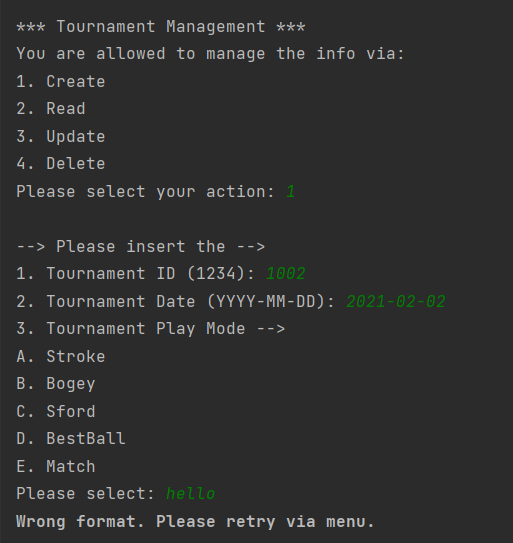 *** Tournament Management ***
You are allowed to manage the info via:
1. Create
2. Read
3. Update
4. Delete
Please select your action: 1
--> Please insert the -->
1. Tournament ID (1234): 1002
2. Tournament Date (YYYY-MM-DD): 2021-02-02
3. Tournament Play Mode -->
A. Stroke
B. Bogey
C. Sford
D. BestBall
E. Match
Please select: hello
Wrong format. Please retry via menu.